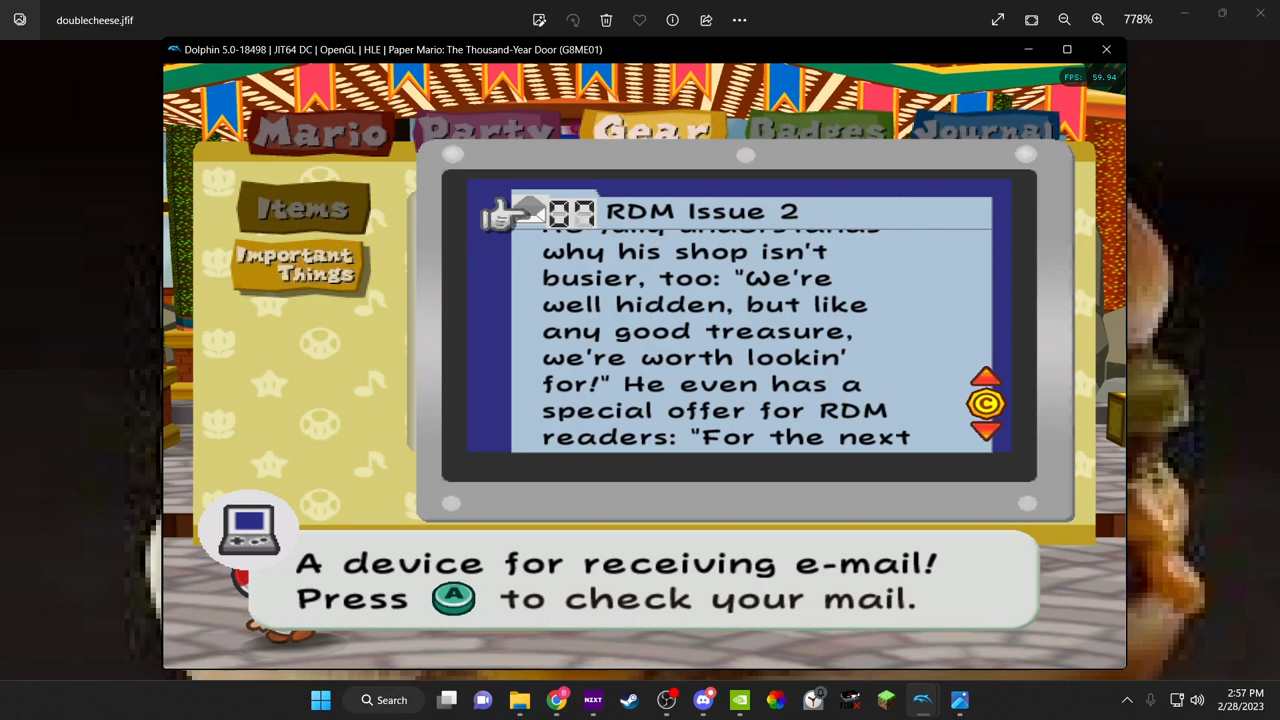 doublecheese.jfif
778%
Dolphin 5.0-18498 | JIT64 DC | OpenGL | HLE | Paper Mario: The Thousand-Year Door (G8ME01)
FPS: 59.94
Mario
Party
Gear
Badges
Journal
Items
Important
Things
RDM Issue 2
He fully understands
why his shop isn't
busier, too: "We're
well hidden, but like
any good treasure,
we're worth lookin'
for!" He even has a
special offer for RDM
readers: "For the next
C
A device for receiving e-mail!
Press A to check your mail.
Search
NZXT
2:57 PM
2/28/2023